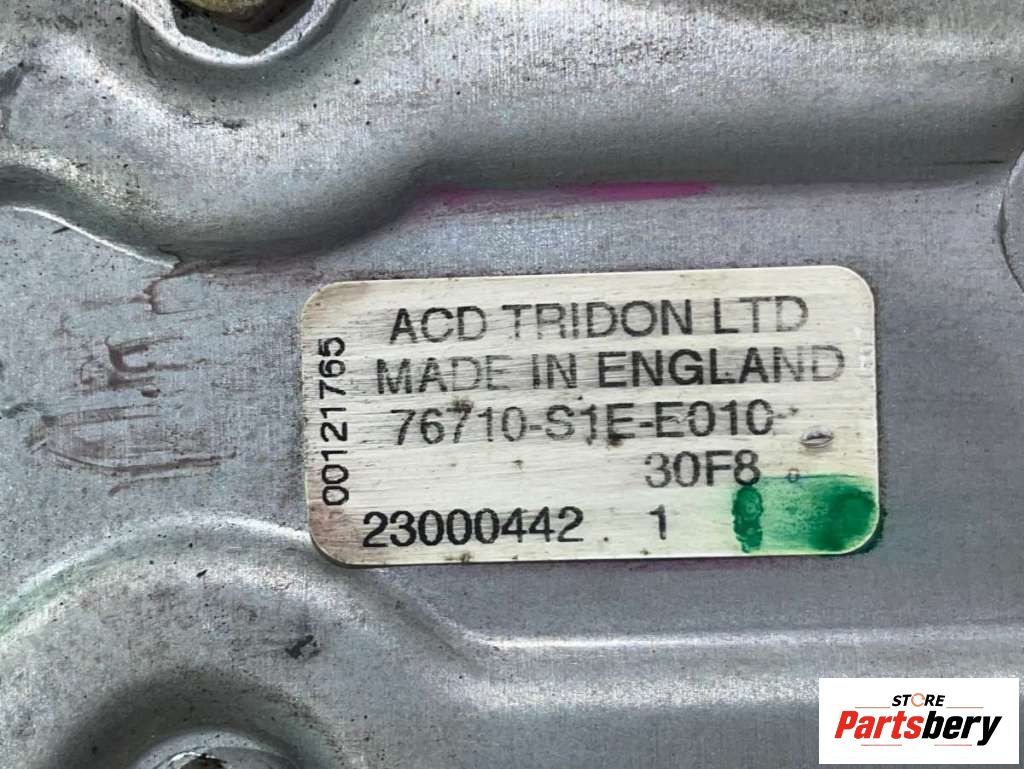 ACD TRIDON LTD
MADE IN ENGLAND
76710-S1E-E010-
30F8
23000442 1
00121765
STORE
Partsbery